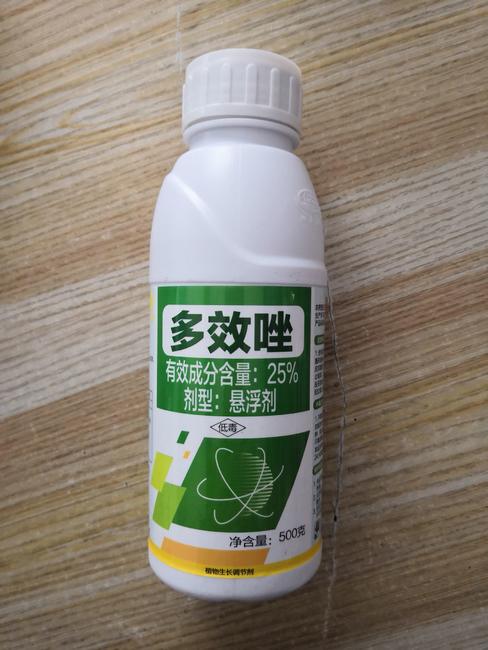 多效唑
有效成分含量：25%
剂型：悬浮剂
低毒
净含量：500克
植物生长调节剂